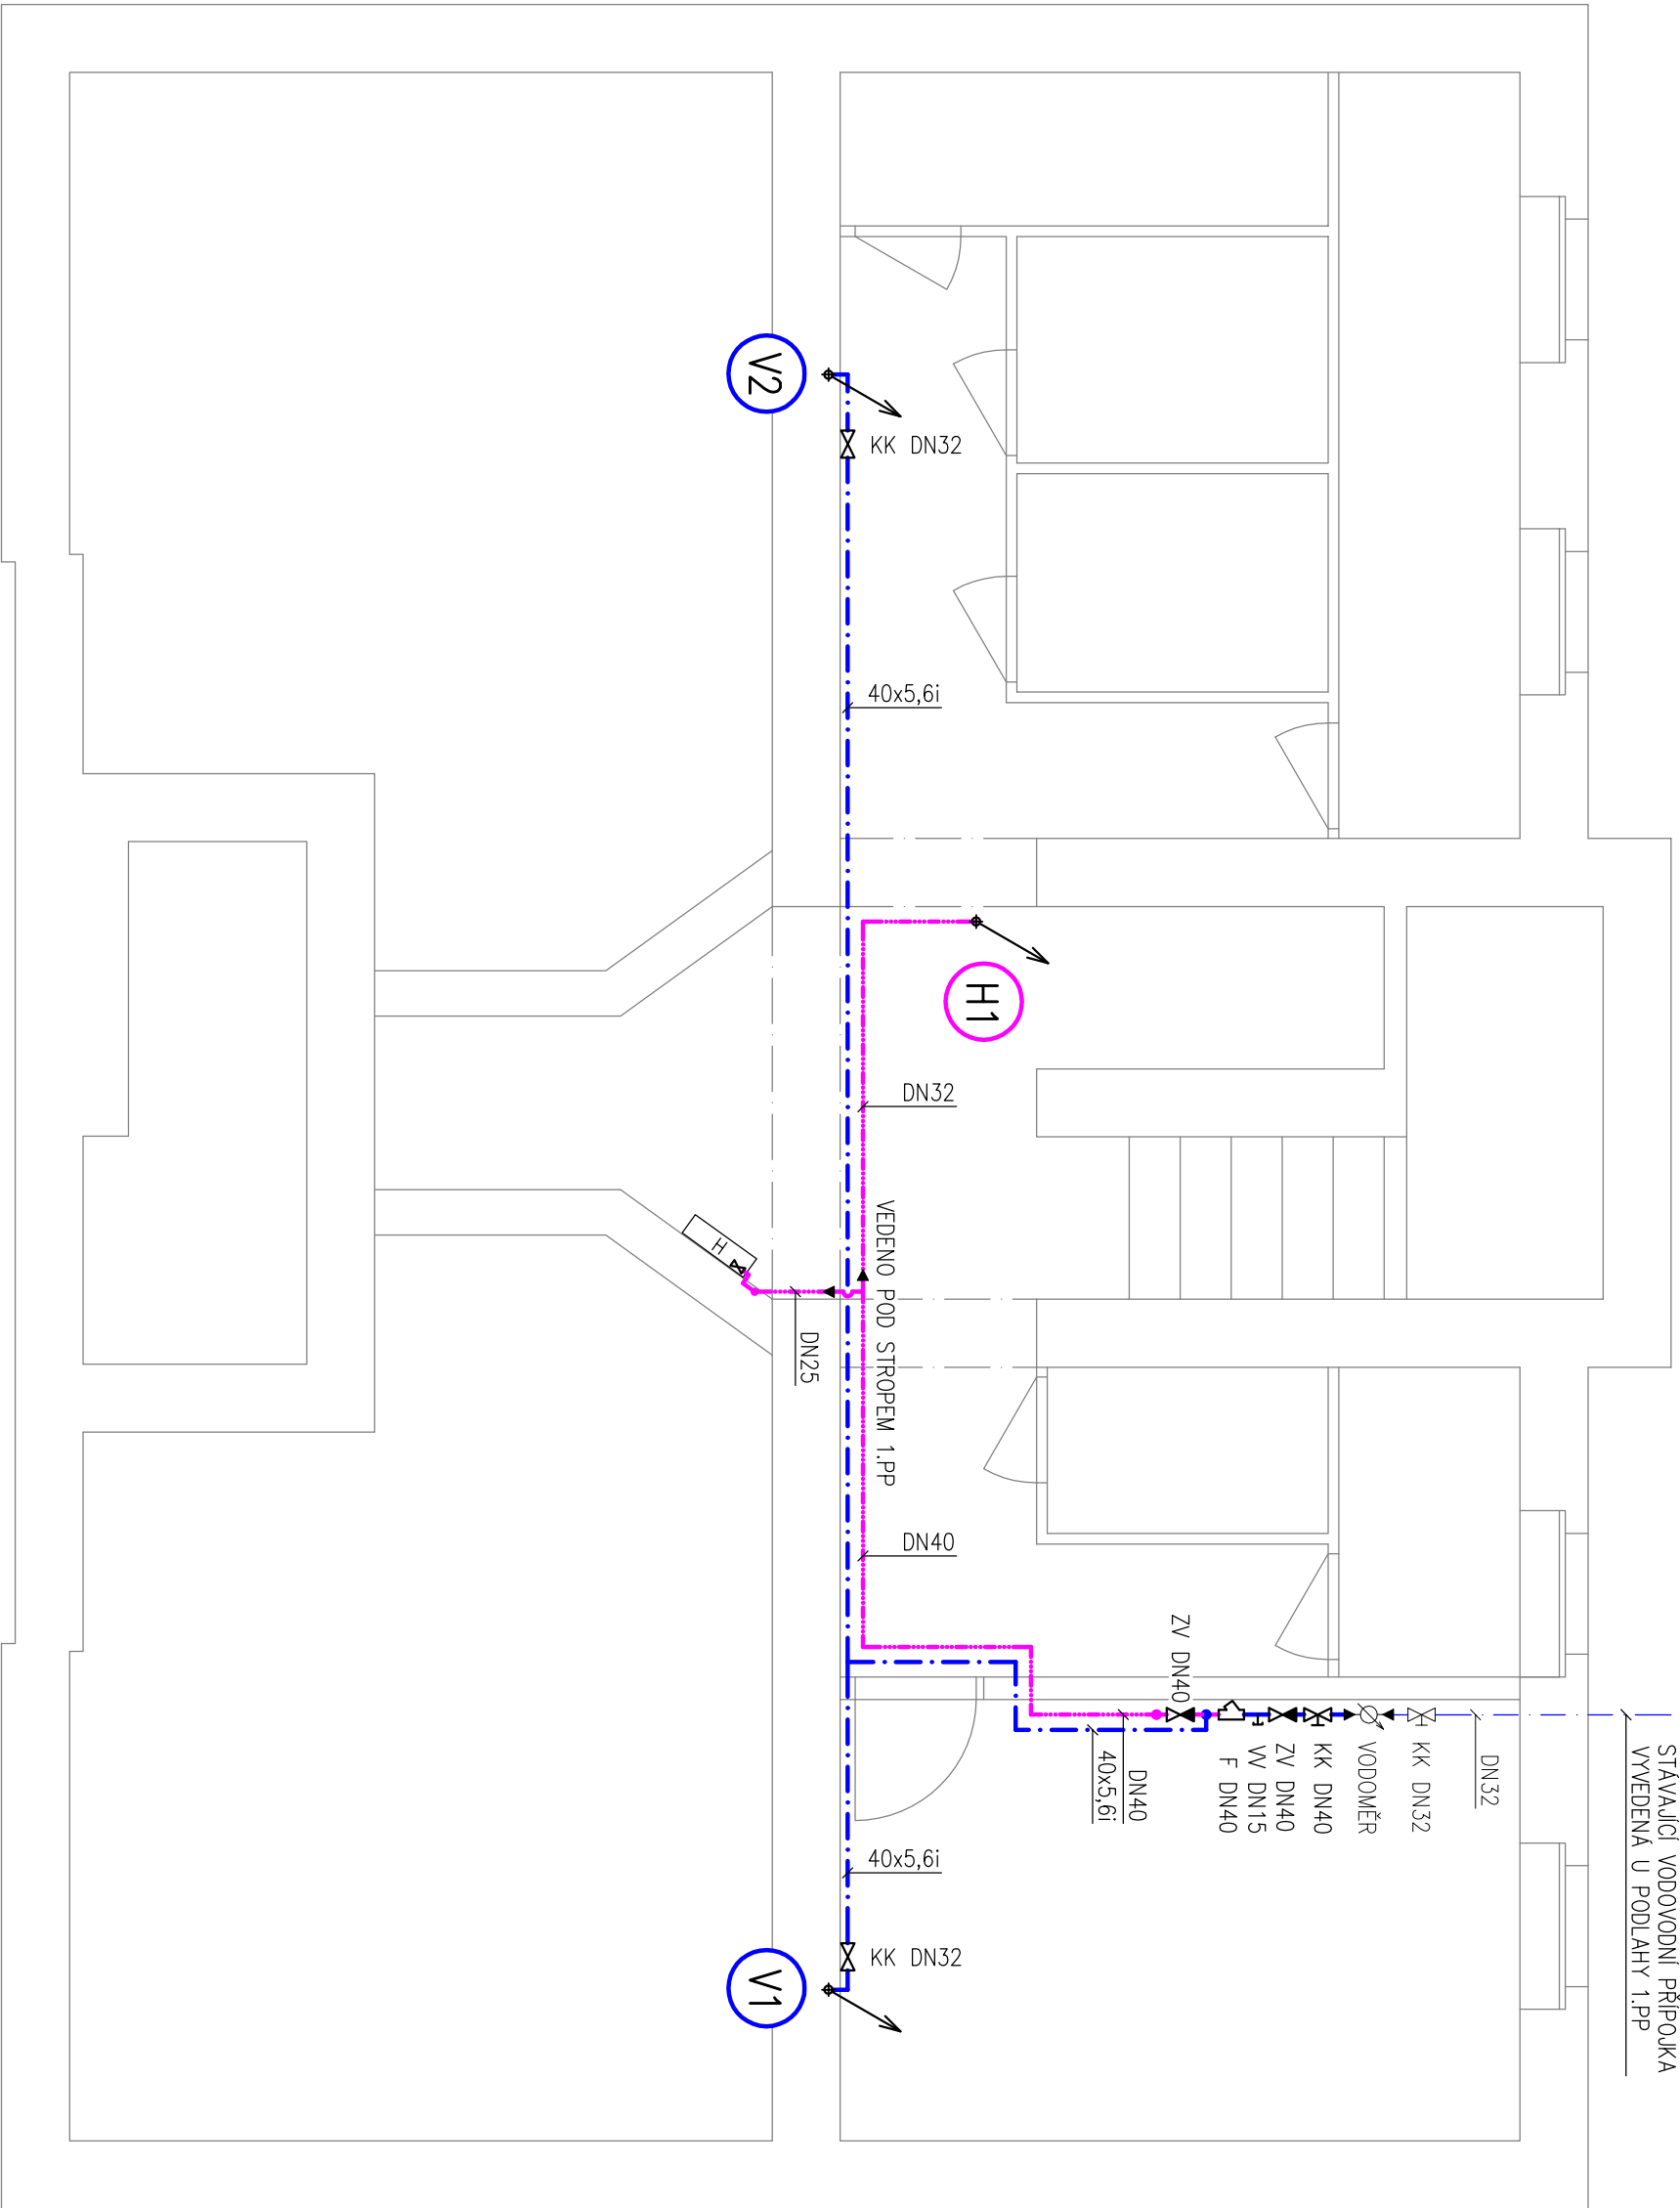 V2
KK DN32
40x5,6i
H1
DN32
VEDENO POD STROPEM 1.PP
H
DN25
DN40
ZV DN40
STÁVAJÍCÍ VODOVODNÍ PŘÍPOJKA
VYVEDENÁ U PODLAHY 1.PP
DN32
KK DN32
VODOMĚR
KK DN40
ZV DN40
VV DN15
F DN40
DN40
40x5,6i
40x5,6i
KK DN32
V1